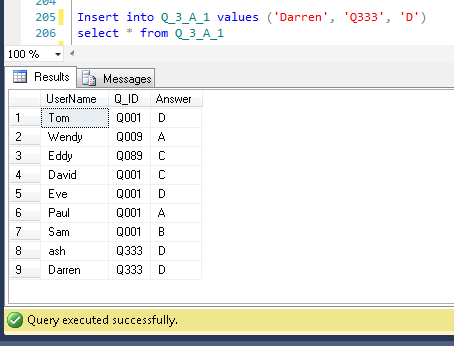 204
205 Insert into Q_3_A_1 values ('Darren', 'Q333', 'D')
206 select * from Q_3_A_1
100 %
Results Messages
UserName Q_ID Answer
1 Tom Q001 D
2 Wendy Q009 A
3 Eddy Q089 C
4 David Q001 C
5 Eve Q001 D
6 Paul Q001 A
7 Sam Q001 B
8 ash Q333 D
9 Darren Q333 D
Query executed successfully.